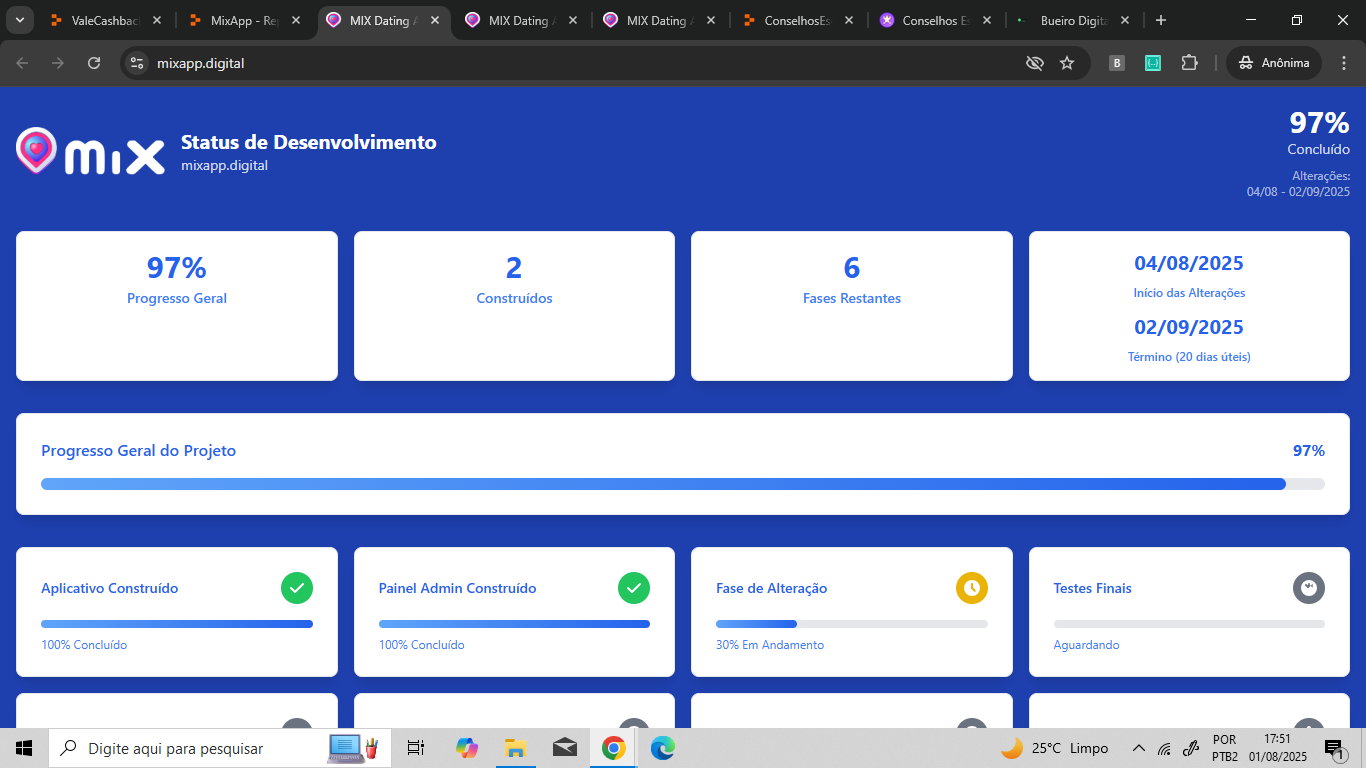 ValeCashbac
MixApp - Re
MIX Dating A
MIX Dating A
MIX Dating A
ConselhosEs
Conselhos Es
Bueiro Digita
mixapp.digital
B
{..}
Anônima
mix
Status de Desenvolvimento
mixapp.digital
97%
Concluído
Alterações:
04/08 - 02/09/2025
97%
Progresso Geral
2
Construídos
6
Fases Restantes
04/08/2025
Início das Alterações
02/09/2025
Término (20 dias úteis)
Progresso Geral do Projeto
97%
Aplicativo Construído
100% Concluído
Painel Admin Construído
100% Concluído
Fase de Alteração
30% Em Andamento
Testes Finais
Aguardando
Digite aqui para pesquisar
25°C Limpo
POR
PTB2
17:51
01/08/2025
1